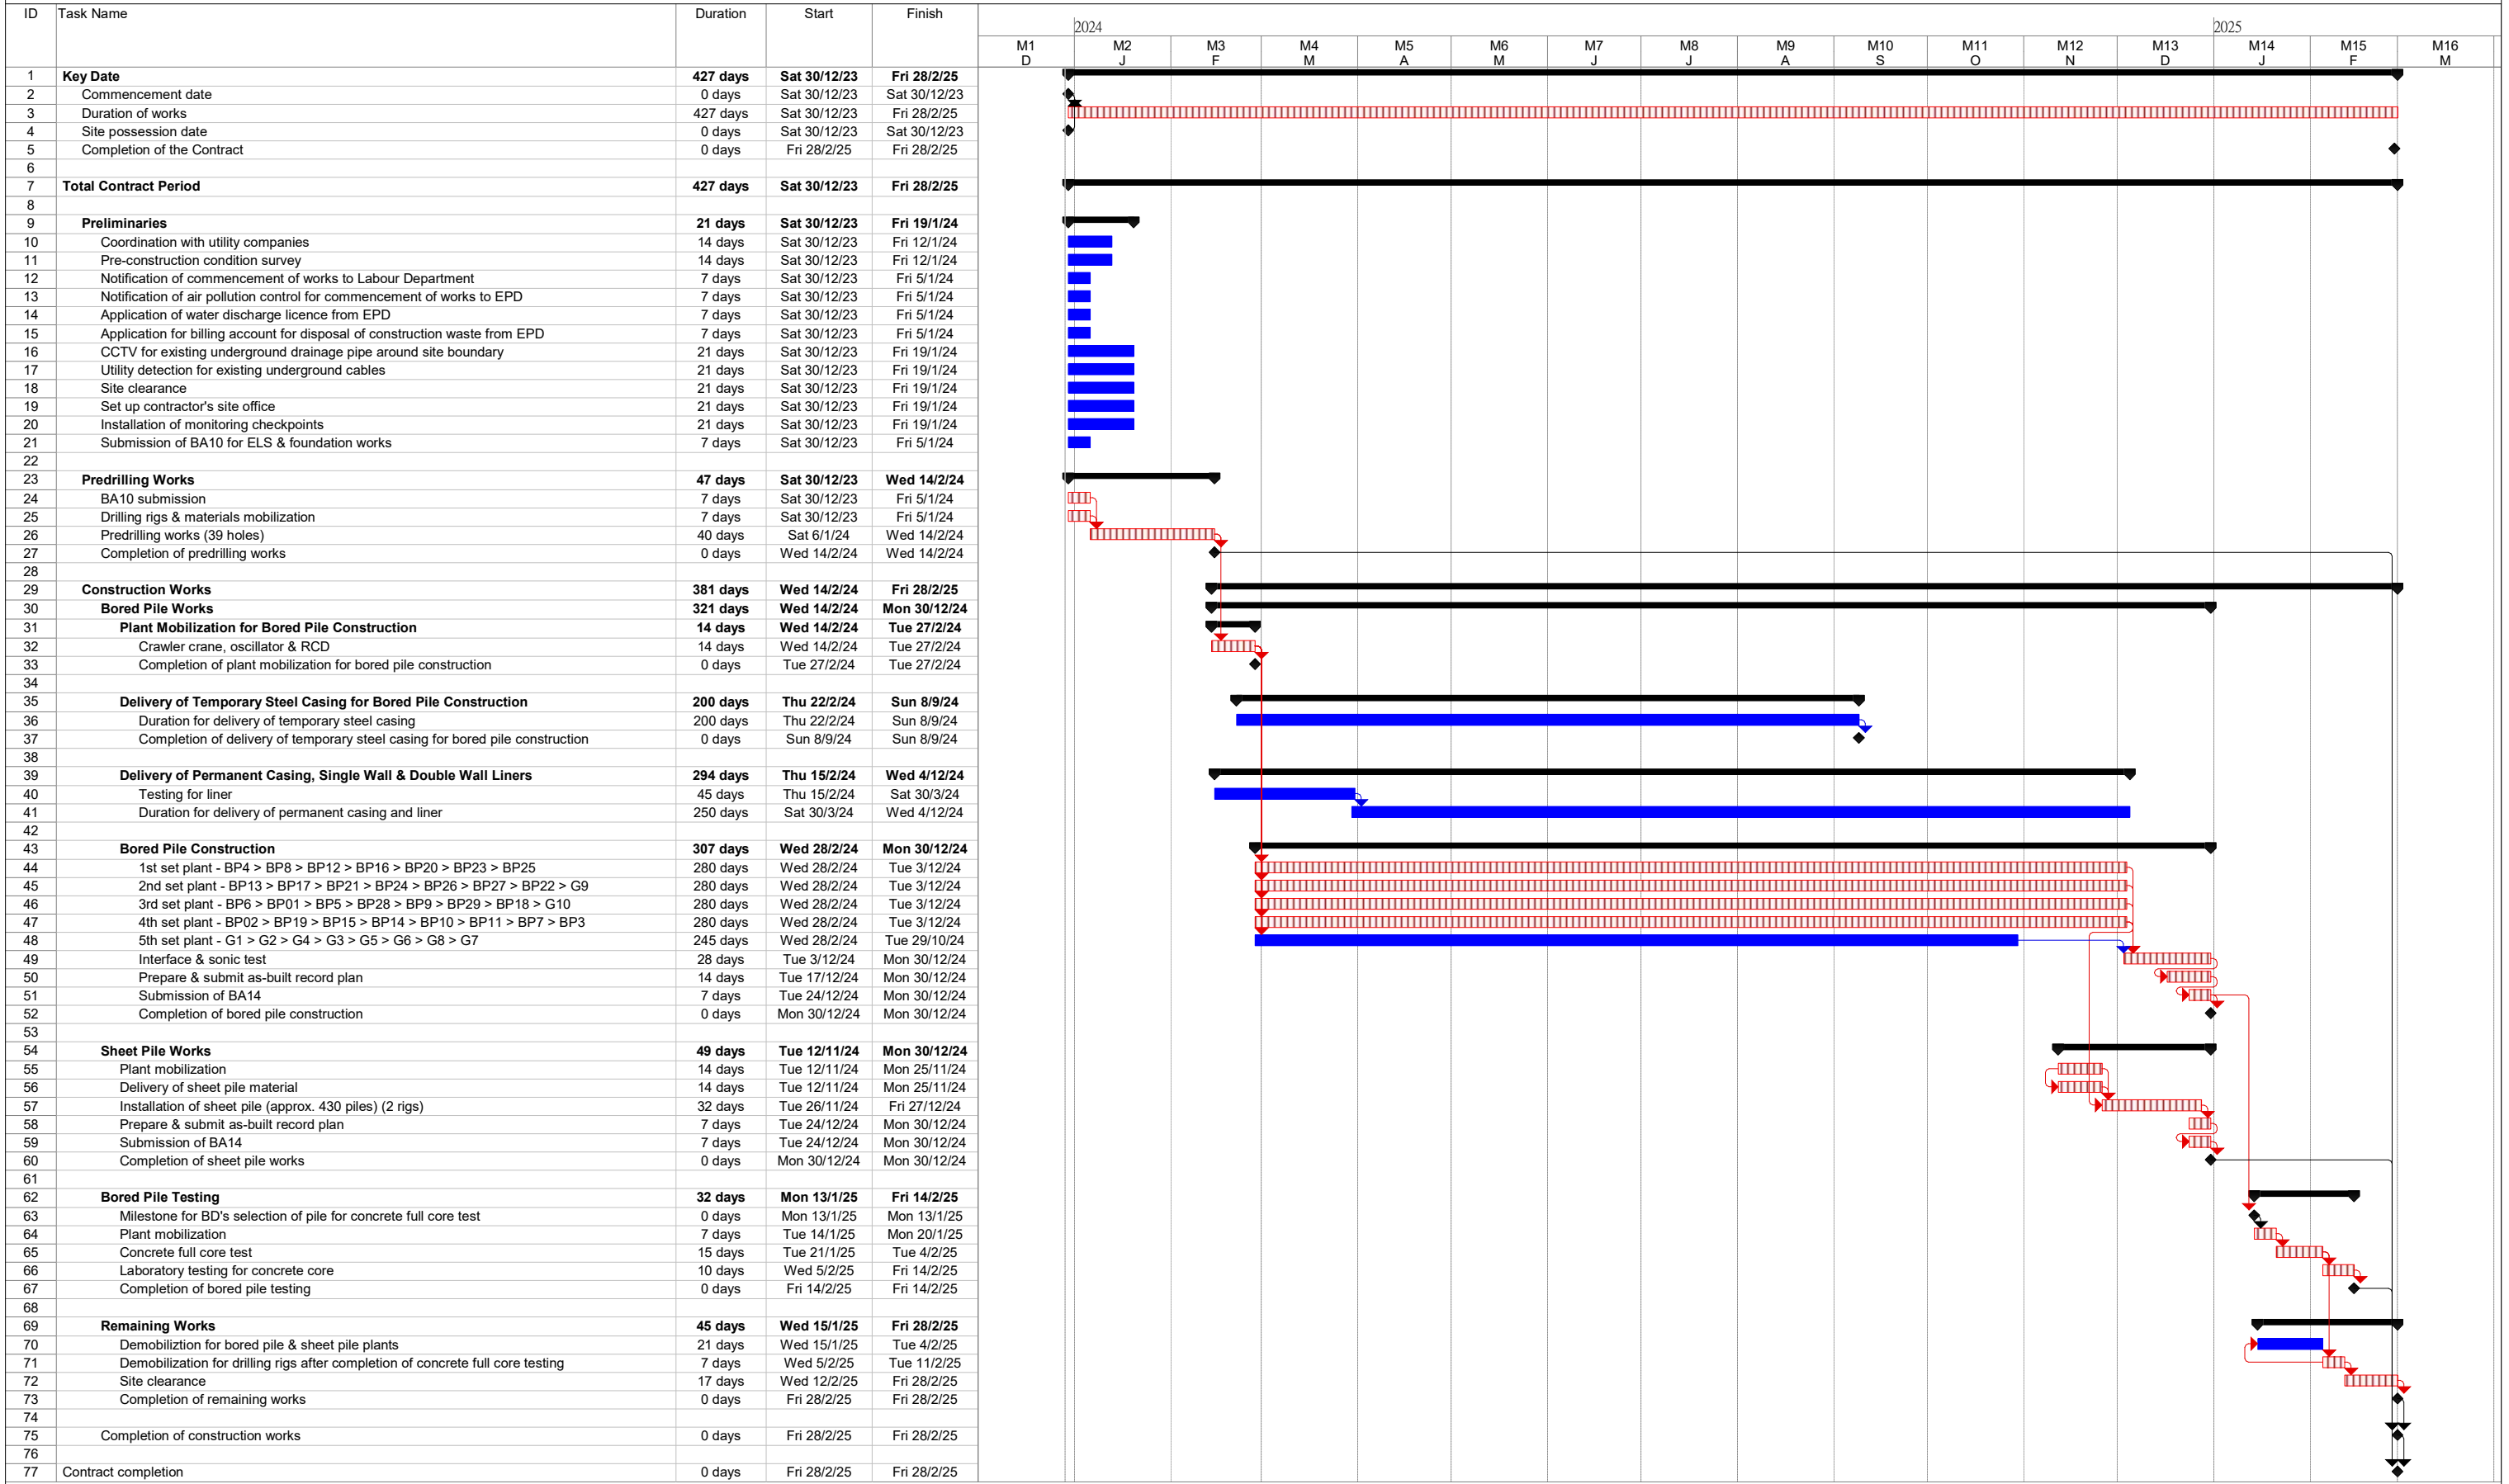 ID Task Name Duration Start Finish
2024 2025
M1 M2 M3 M4 M5 M6 M7 M8 M9 M10 M11 M12 M13 M14 M15 M16
D J F M A M J J A S O N D J F M
1 Key Date 427 days Sat 30/12/23 Fri 28/2/25
2 Commencement date 0 days Sat 30/12/23 Sat 30/12/23
3 Duration of works 427 days Sat 30/12/23 Fri 28/2/25
4 Site possession date 0 days Sat 30/12/23 Sat 30/12/23
5 Completion of the Contract 0 days Fri 28/2/25 Fri 28/2/25
6
7 Total Contract Period 427 days Sat 30/12/23 Fri 28/2/25
8
9 Preliminaries 21 days Sat 30/12/23 Fri 19/1/24
10 Coordination with utility companies 14 days Sat 30/12/23 Fri 12/1/24
11 Pre-construction condition survey 14 days Sat 30/12/23 Fri 12/1/24
12 Notification of commencement of works to Labour Department 7 days Sat 30/12/23 Fri 5/1/24
13 Notification of air pollution control for commencement of works to EPD 7 days Sat 30/12/23 Fri 5/1/24
14 Application of water discharge licence from EPD 7 days Sat 30/12/23 Fri 5/1/24
15 Application for billing account for disposal of construction waste from EPD 7 days Sat 30/12/23 Fri 5/1/24
16 CCTV for existing underground drainage pipe around site boundary 21 days Sat 30/12/23 Fri 19/1/24
17 Utility detection for existing underground cables 21 days Sat 30/12/23 Fri 19/1/24
18 Site clearance 21 days Sat 30/12/23 Fri 19/1/24
19 Set up contractor's site office 21 days Sat 30/12/23 Fri 19/1/24
20 Installation of monitoring checkpoints 21 days Sat 30/12/23 Fri 19/1/24
21 Submission of BA10 for ELS & foundation works 7 days Sat 30/12/23 Fri 5/1/24
22
23 Predrilling Works 47 days Sat 30/12/23 Wed 14/2/24
24 BA10 submission 7 days Sat 30/12/23 Fri 5/1/24
25 Drilling rigs & materials mobilization 7 days Sat 30/12/23 Fri 5/1/24
26 Predrilling works (39 holes) 40 days Sat 6/1/24 Wed 14/2/24
27 Completion of predrilling works 0 days Wed 14/2/24 Wed 14/2/24
28
29 Construction Works 381 days Wed 14/2/24 Fri 28/2/25
30 Bored Pile Works 321 days Wed 14/2/24 Mon 30/12/24
31 Plant Mobilization for Bored Pile Construction 14 days Wed 14/2/24 Tue 27/2/24
32 Crawler crane, oscillator & RCD 14 days Wed 14/2/24 Tue 27/2/24
33 Completion of plant mobilization for bored pile construction 0 days Tue 27/2/24 Tue 27/2/24
34
35 Delivery of Temporary Steel Casing for Bored Pile Construction 200 days Thu 22/2/24 Sun 8/9/24
36 Duration for delivery of temporary steel casing 200 days Thu 22/2/24 Sun 8/9/24
37 Completion of delivery of temporary steel casing for bored pile construction 0 days Sun 8/9/24 Sun 8/9/24
38
39 Delivery of Permanent Casing, Single Wall & Double Wall Liners 294 days Thu 15/2/24 Wed 4/12/24
40 Testing for liner 45 days Thu 15/2/24 Sat 30/3/24
41 Duration for delivery of permanent casing and liner 250 days Sat 30/3/24 Wed 4/12/24
42
43 Bored Pile Construction 307 days Wed 28/2/24 Mon 30/12/24
44 1st set plant - BP4 > BP8 > BP12 > BP16 > BP20 > BP23 > BP25 280 days Wed 28/2/24 Tue 3/12/24
45 2nd set plant - BP13 > BP17 > BP21 > BP24 > BP26 > BP27 > BP22 > G9 280 days Wed 28/2/24 Tue 3/12/24
46 3rd set plant - BP6 > BP01 > BP5 > BP28 > BP9 > BP29 > BP18 > G10 280 days Wed 28/2/24 Tue 3/12/24
47 4th set plant - BP02 > BP19 > BP15 > BP14 > BP10 > BP11 > BP7 > BP3 280 days Wed 28/2/24 Tue 3/12/24
48 5th set plant - G1 > G2 > G4 > G3 > G5 > G6 > G8 > G7 245 days Wed 28/2/24 Tue 29/10/24
49 Interface & sonic test 28 days Tue 3/12/24 Mon 30/12/24
50 Prepare & submit as-built record plan 14 days Tue 17/12/24 Mon 30/12/24
51 Submission of BA14 7 days Tue 24/12/24 Mon 30/12/24
52 Completion of bored pile construction 0 days Mon 30/12/24 Mon 30/12/24
53
54 Sheet Pile Works 49 days Tue 12/11/24 Mon 30/12/24
55 Plant mobilization 14 days Tue 12/11/24 Mon 25/11/24
56 Delivery of sheet pile material 14 days Tue 12/11/24 Mon 25/11/24
57 Installation of sheet pile (approx. 430 piles) (2 rigs) 32 days Tue 26/11/24 Fri 27/12/24
58 Prepare & submit as-built record plan 7 days Tue 24/12/24 Mon 30/12/24
59 Submission of BA14 7 days Tue 24/12/24 Mon 30/12/24
60 Completion of sheet pile works 0 days Mon 30/12/24 Mon 30/12/24
61
62 Bored Pile Testing 32 days Mon 13/1/25 Fri 14/2/25
63 Milestone for BD's selection of pile for concrete full core test 0 days Mon 13/1/25 Mon 13/1/25
64 Plant mobilization 7 days Tue 14/1/25 Mon 20/1/25
65 Concrete full core test 15 days Tue 21/1/25 Tue 4/2/25
66 Laboratory testing for concrete core 10 days Wed 5/2/25 Fri 14/2/25
67 Completion of bored pile testing 0 days Fri 14/2/25 Fri 14/2/25
68
69 Remaining Works 45 days Wed 15/1/25 Fri 28/2/25
70 Demobiliztion for bored pile & sheet pile plants 21 days Wed 15/1/25 Tue 4/2/25
71 Demobilization for drilling rigs after completion of concrete full core testing 7 days Wed 5/2/25 Tue 11/2/25
72 Site clearance 17 days Wed 12/2/25 Fri 28/2/25
73 Completion of remaining works 0 days Fri 28/2/25 Fri 28/2/25
74
75 Completion of construction works 0 days Fri 28/2/25 Fri 28/2/25
76
77 Contract completion 0 days Fri 28/2/25 Fri 28/2/25